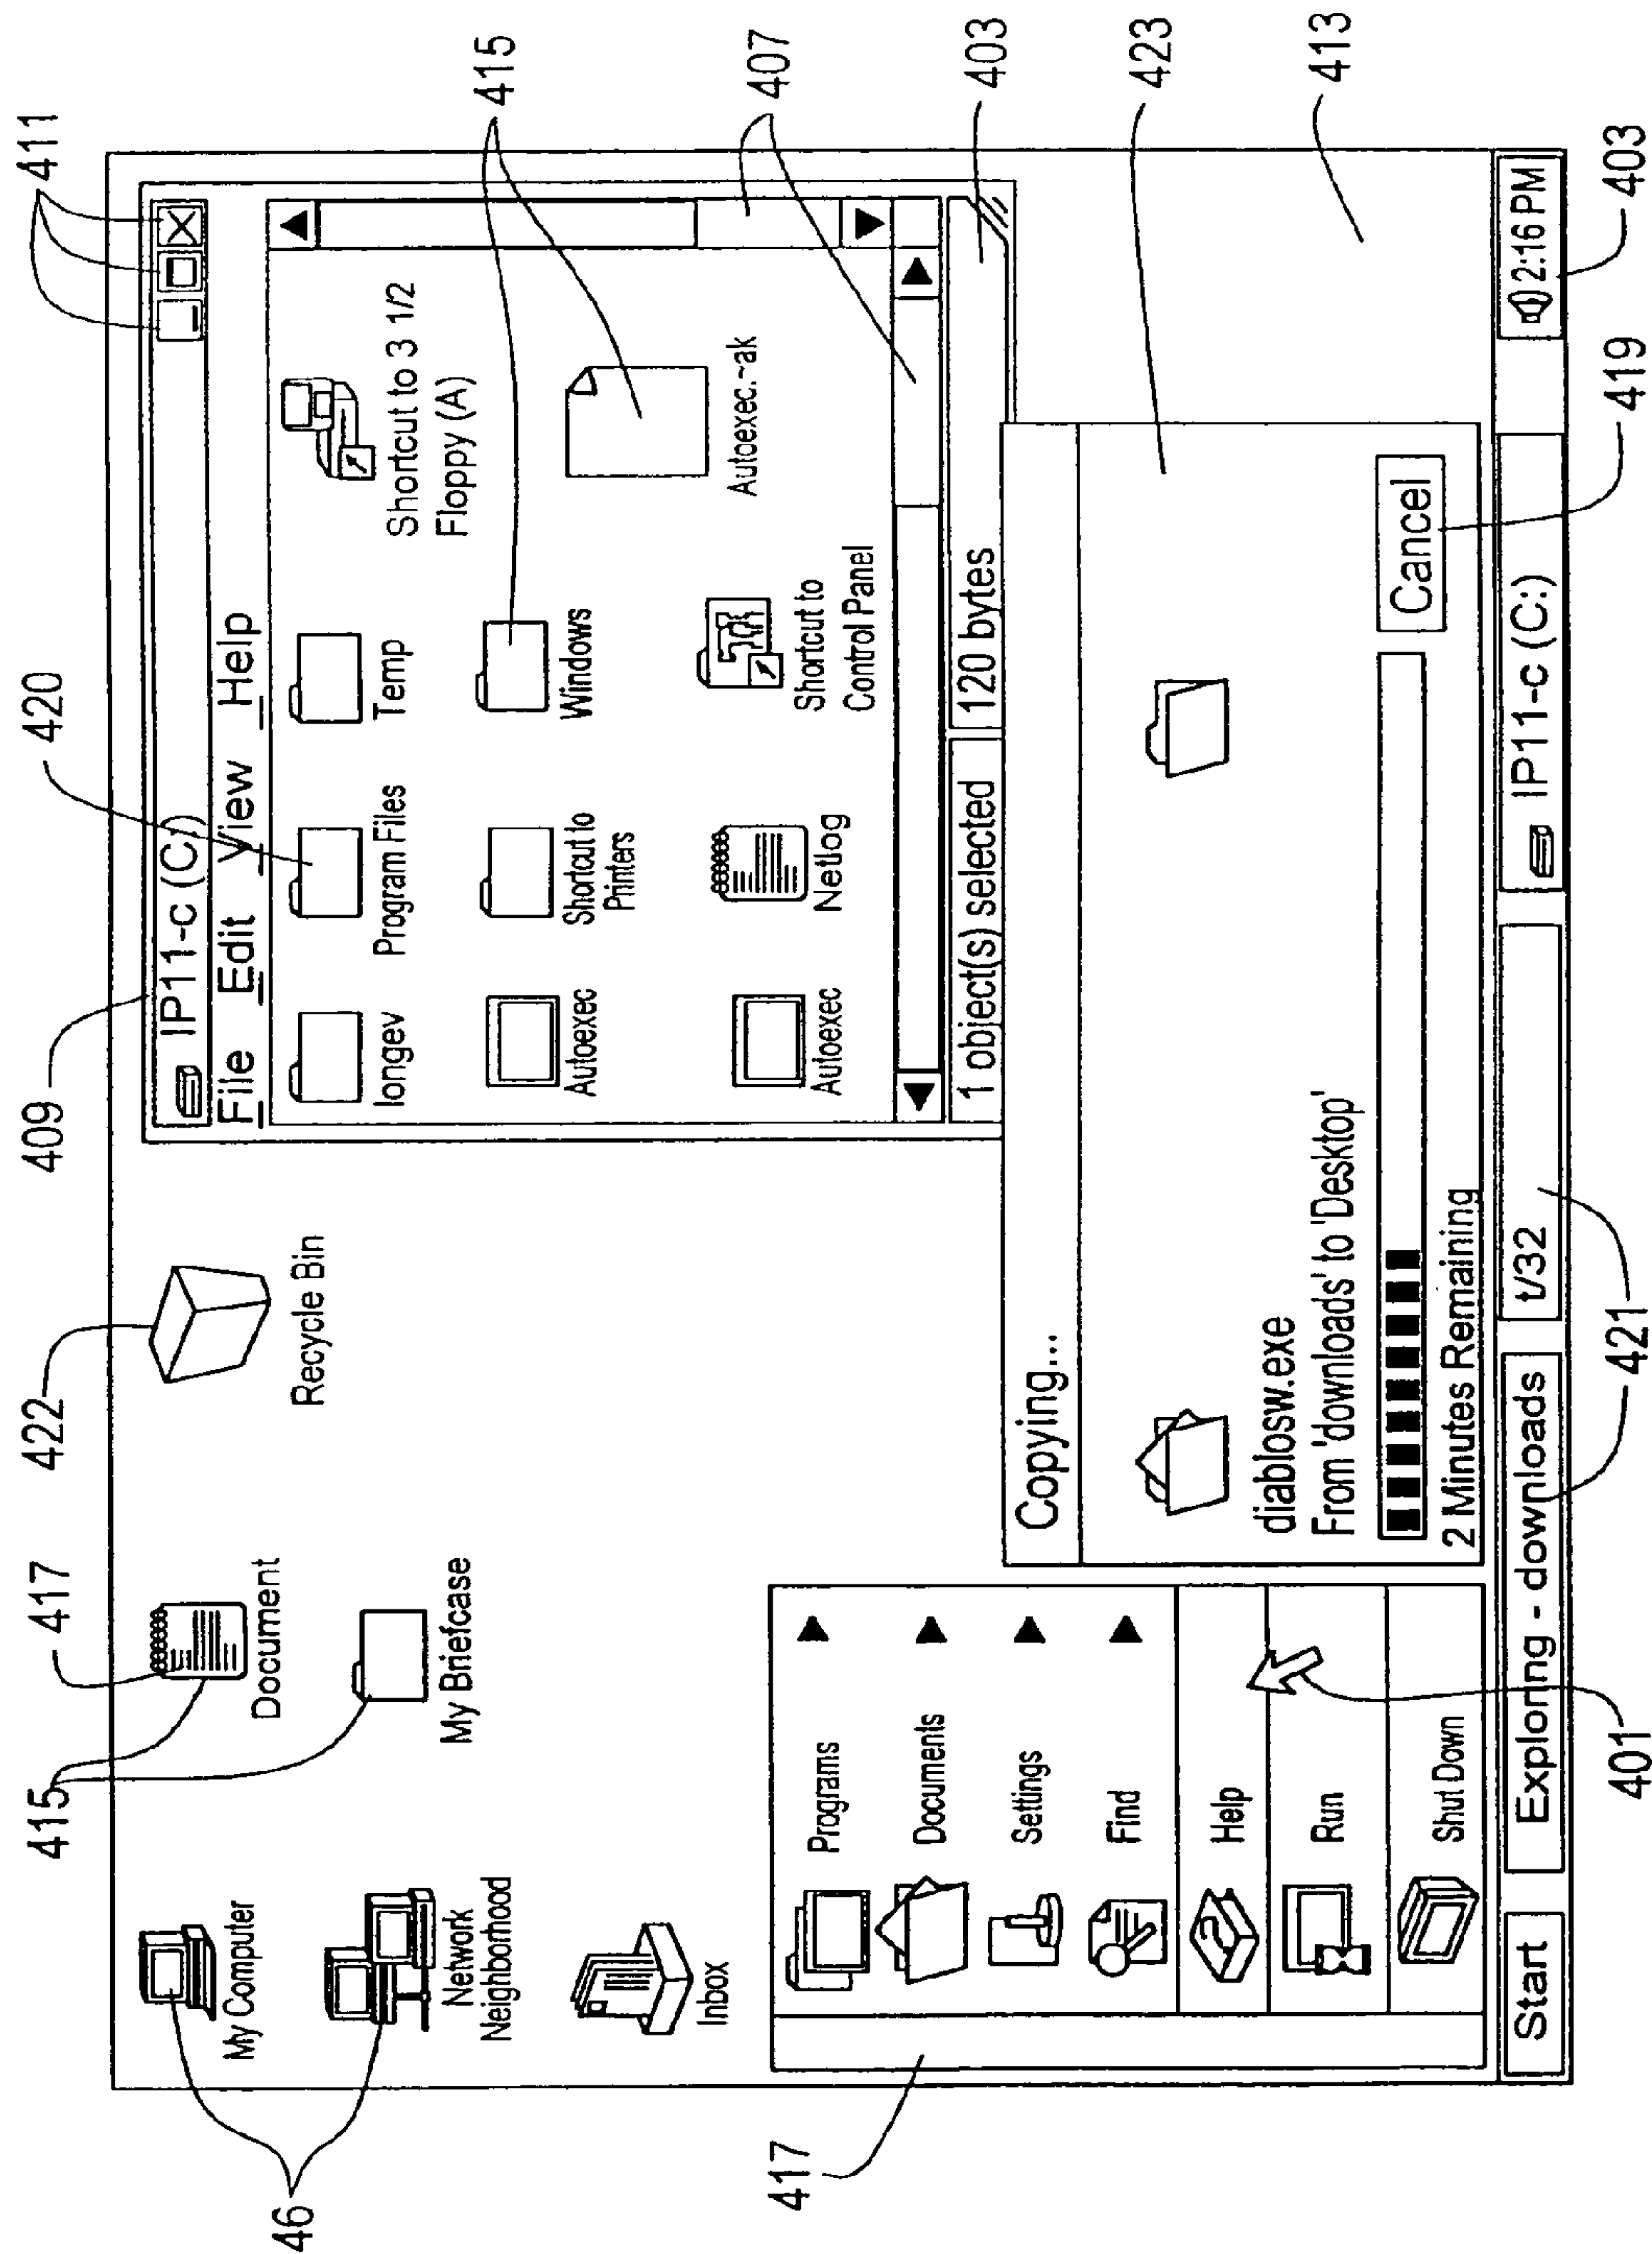 409
420
411
422
417
415
46
IP11-c (C:)
File Edit View Help
My Computer
Document
Recycle Bin
longev
Program Files
Temp
Shortcut to 3 1/2
Floppy (A)
415
Network
Neighborhood
My Briefcase
Autoexec
Shortcut to
Printers
Windows
Inbox
Autoexec
Netlog
Shortcut to
Control Panel
Autoexec.~ak
407
1 object(s) selected
120 bytes
403
417
Programs
Documents
Settings
Find
Help
Run
Shut Down
Copying...
423
diablosw.exe
From 'downloads' to 'Desktop'
2 Minutes Remaining
Cancel
413
Start
Exploring - downloads
t/32
IP11-c (C:)
2:16 PM
401
421
419
403